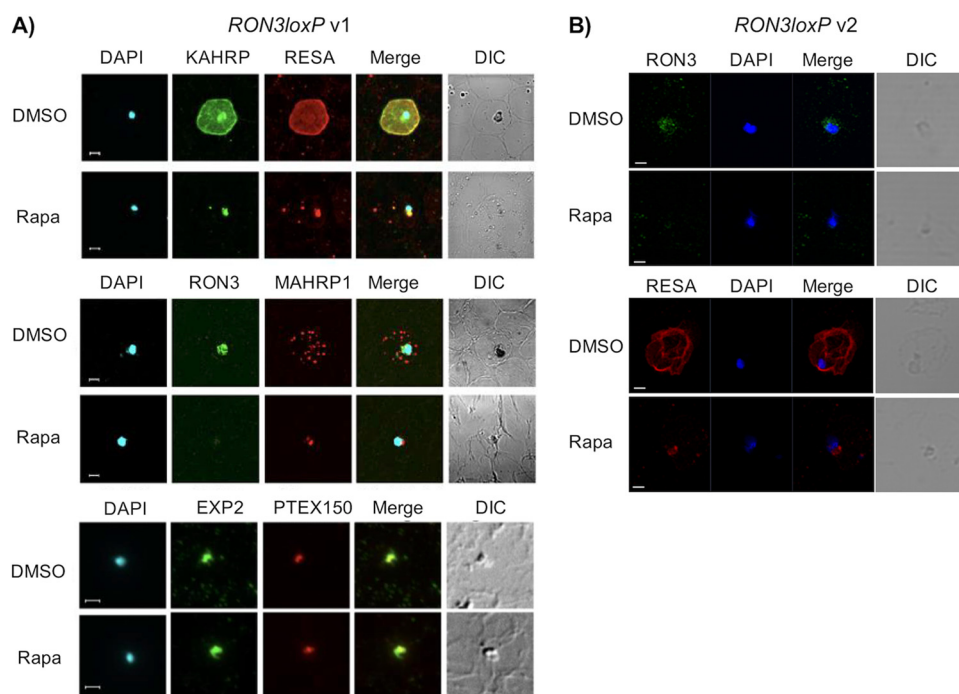 A) RON3loxP v1
DAPI KAHRP RESA Merge DIC
DMSO
Rapa
DAPI RON3 MAHRP1 Merge DIC
DMSO
Rapa
DAPI EXP2 PTEX150 Merge DIC
DMSO
Rapa
B) RON3loxP v2
RON3 DAPI Merge DIC
DMSO
Rapa
RESA DAPI Merge DIC
DMSO
Rapa